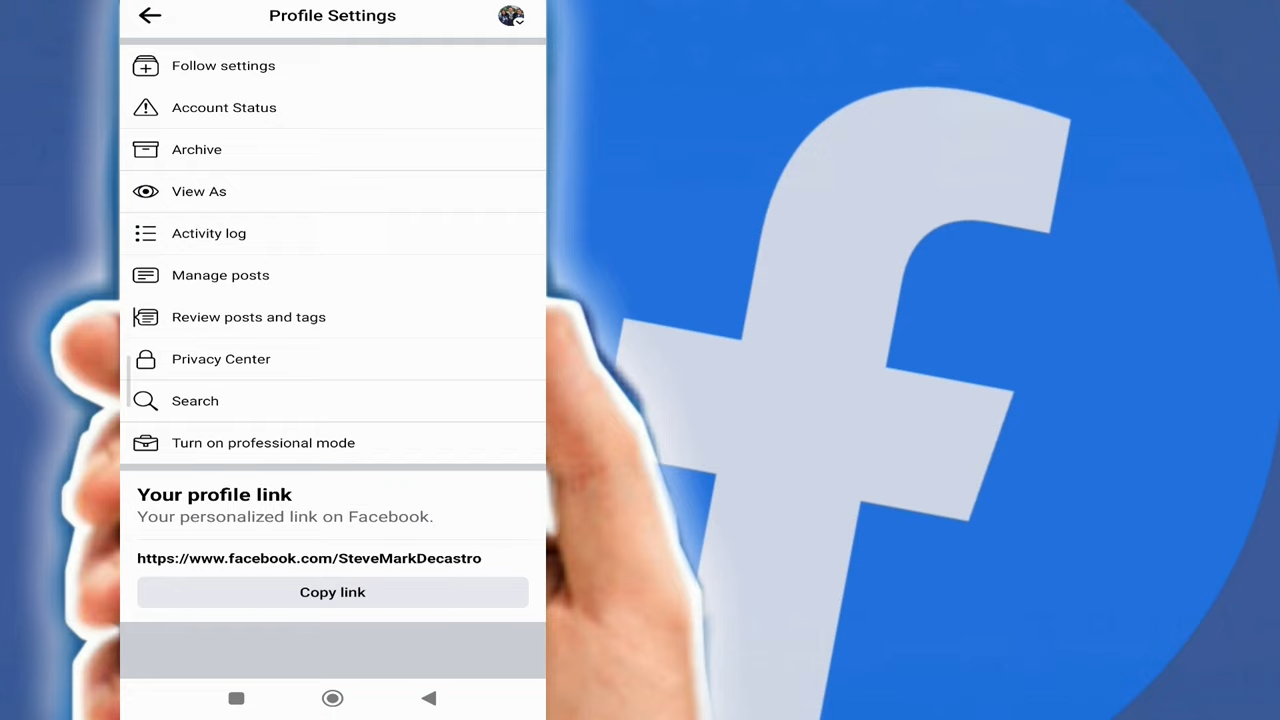 Profile Settings
Follow settings
Account Status
Archive
View As
Activity log
Manage posts
Review posts and tags
Privacy Center
Search
Turn on professional mode
Your profile link
Your personalized link on Facebook.
https://www.facebook.com/SteveMarkDecastro
Copy link